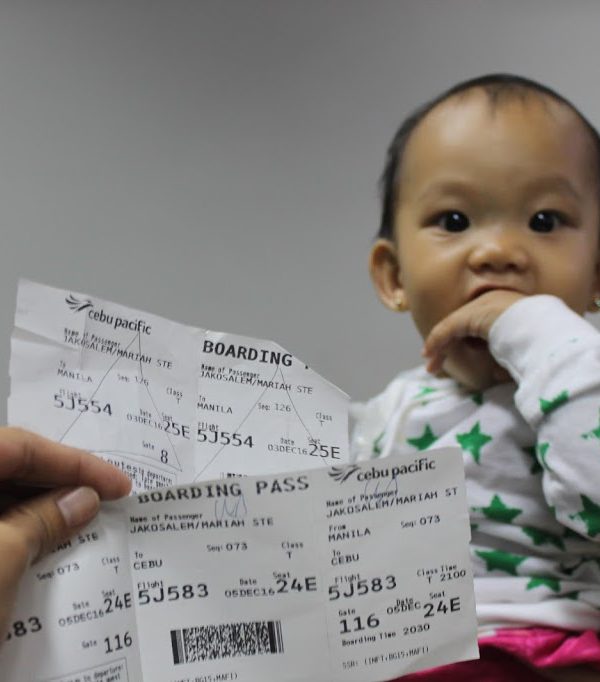 cebu pacific
Name of Passenger
JAKOSALEM/MARIAH STE
To
MANILA
Seq: 126
Class
T
Flight
5J554
Date
03DEC16
Seat
25E
Gate 8
BOARDING
Name of Passenger
JAKOSALEM/MARIAH STE
To
MANILA
Seq: 126
Class
T
Flight
5J554
Date
03DEC16
Seat
25E
STE
Seq: 073
Class
T
Date
05DEC16
Seat
24E
Gate 116
BOARDING PASS
Name of Passenger
JAKOSALEM/MARIAH STE
Seq: 073
To
CEBU
Class
T
Flight
5J583
Date
05DEC16
Seat
24E
cebu pacific
Name of Passenger
JAKOSALEM/MARIAH ST
From
MANILA
Seq: 073
To
CEBU
Flight
5J583
Class Time
T 2100
Gate
116
Date
05DEC
Seat
24E
Boarding Time 2030